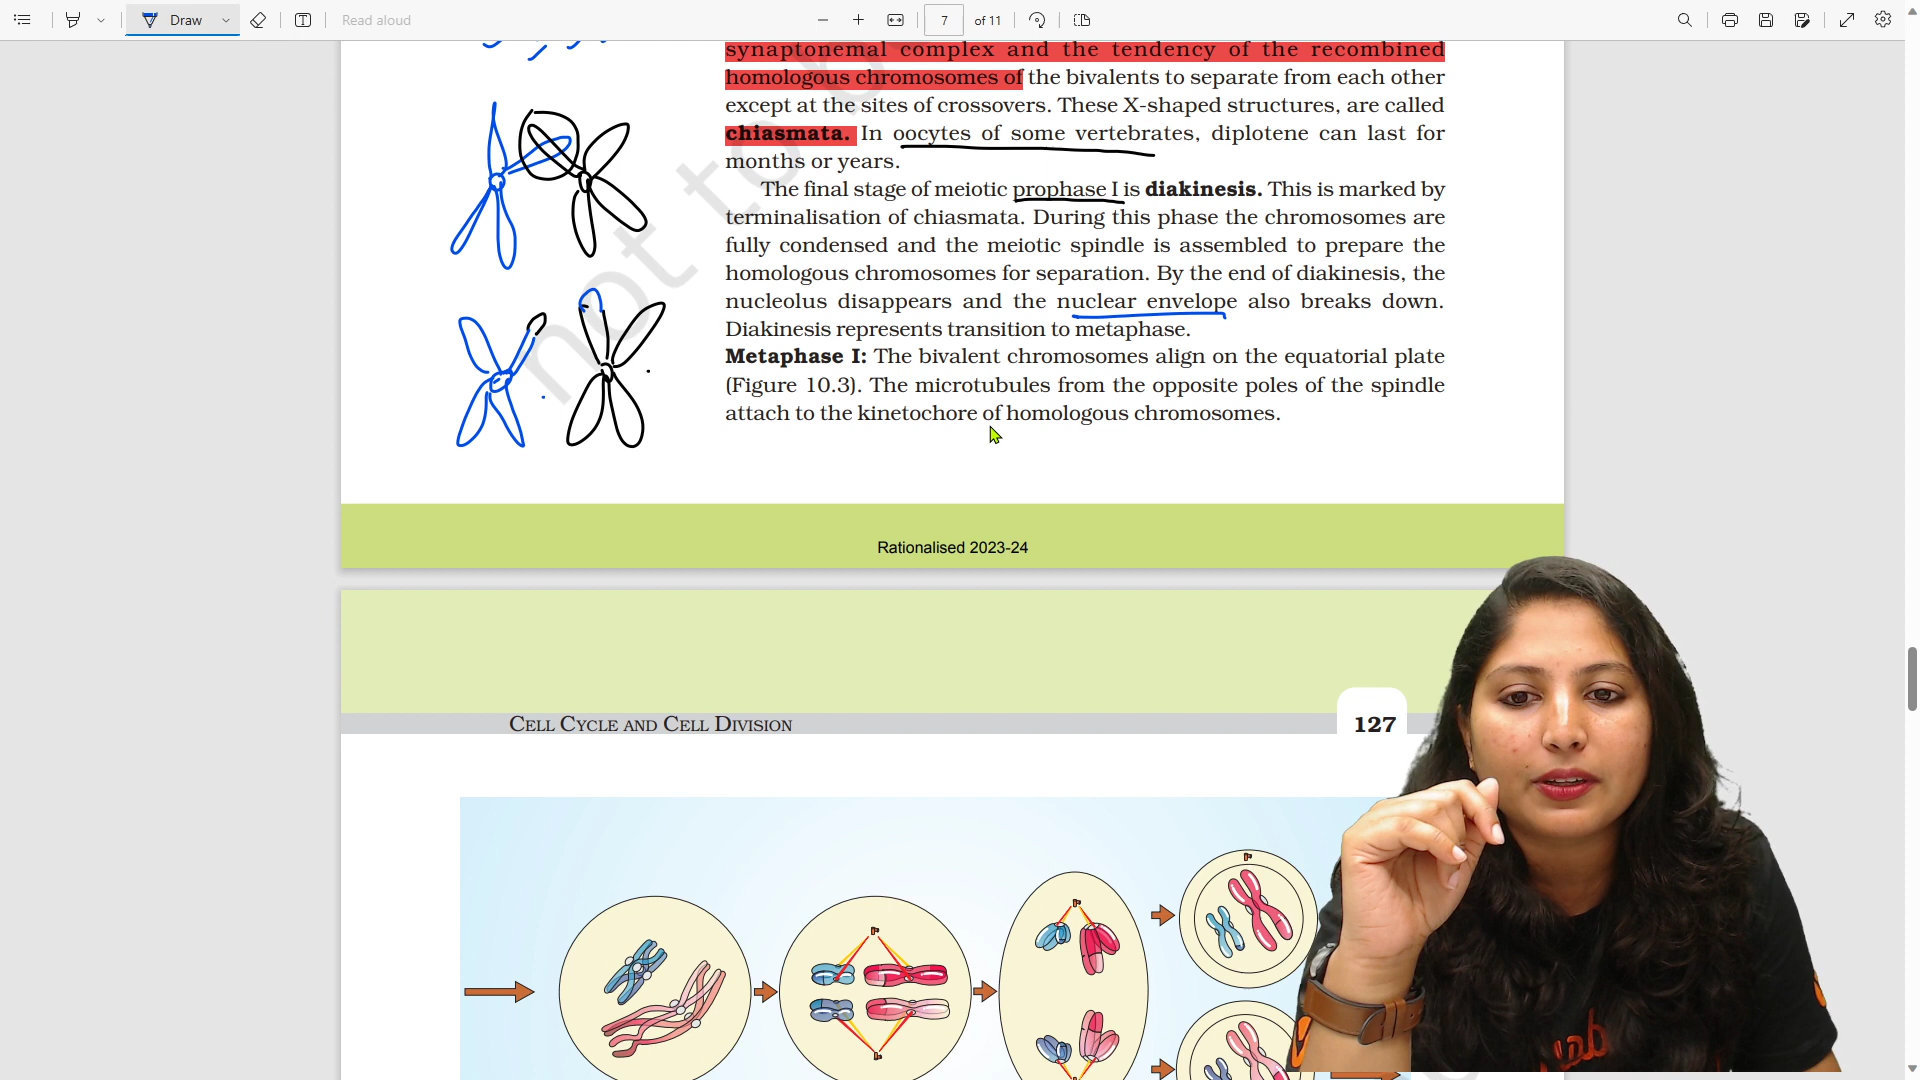 Draw
Read aloud
7 of 11
synaptonemal complex and the tendency of the recombined
homologous chromosomes of the bivalents to separate from each other
except at the sites of crossovers. These X-shaped structures, are called
chiasmata. In oocytes of some vertebrates, diplotene can last for
months or years.
The final stage of meiotic prophase I is diakinesis. This is marked by
terminalisation of chiasmata. During this phase the chromosomes are
fully condensed and the meiotic spindle is assembled to prepare the
homologous chromosomes for separation. By the end of diakinesis, the
nucleolus disappears and the nuclear envelope also breaks down.
Diakinesis represents transition to metaphase.
Metaphase I: The bivalent chromosomes align on the equatorial plate
(Figure 10.3). The microtubules from the opposite poles of the spindle
attach to the kinetochore of homologous chromosomes.
not to b
Rationalised 2023-24
CELL CYCLE AND CELL DIVISION
127